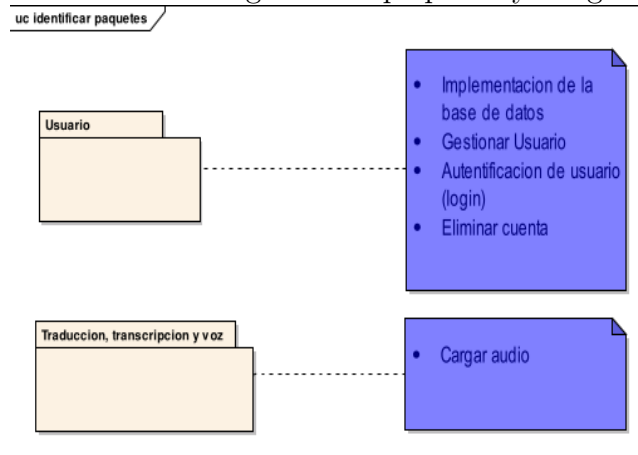 uc identificar paquetes
Usuario
• Implementacion de la
base de datos
• Gestionar Usuario
• Autentificacion de usuario
(login)
• Eliminar cuenta
Traduccion, transcripcion y voz
• Cargar audio